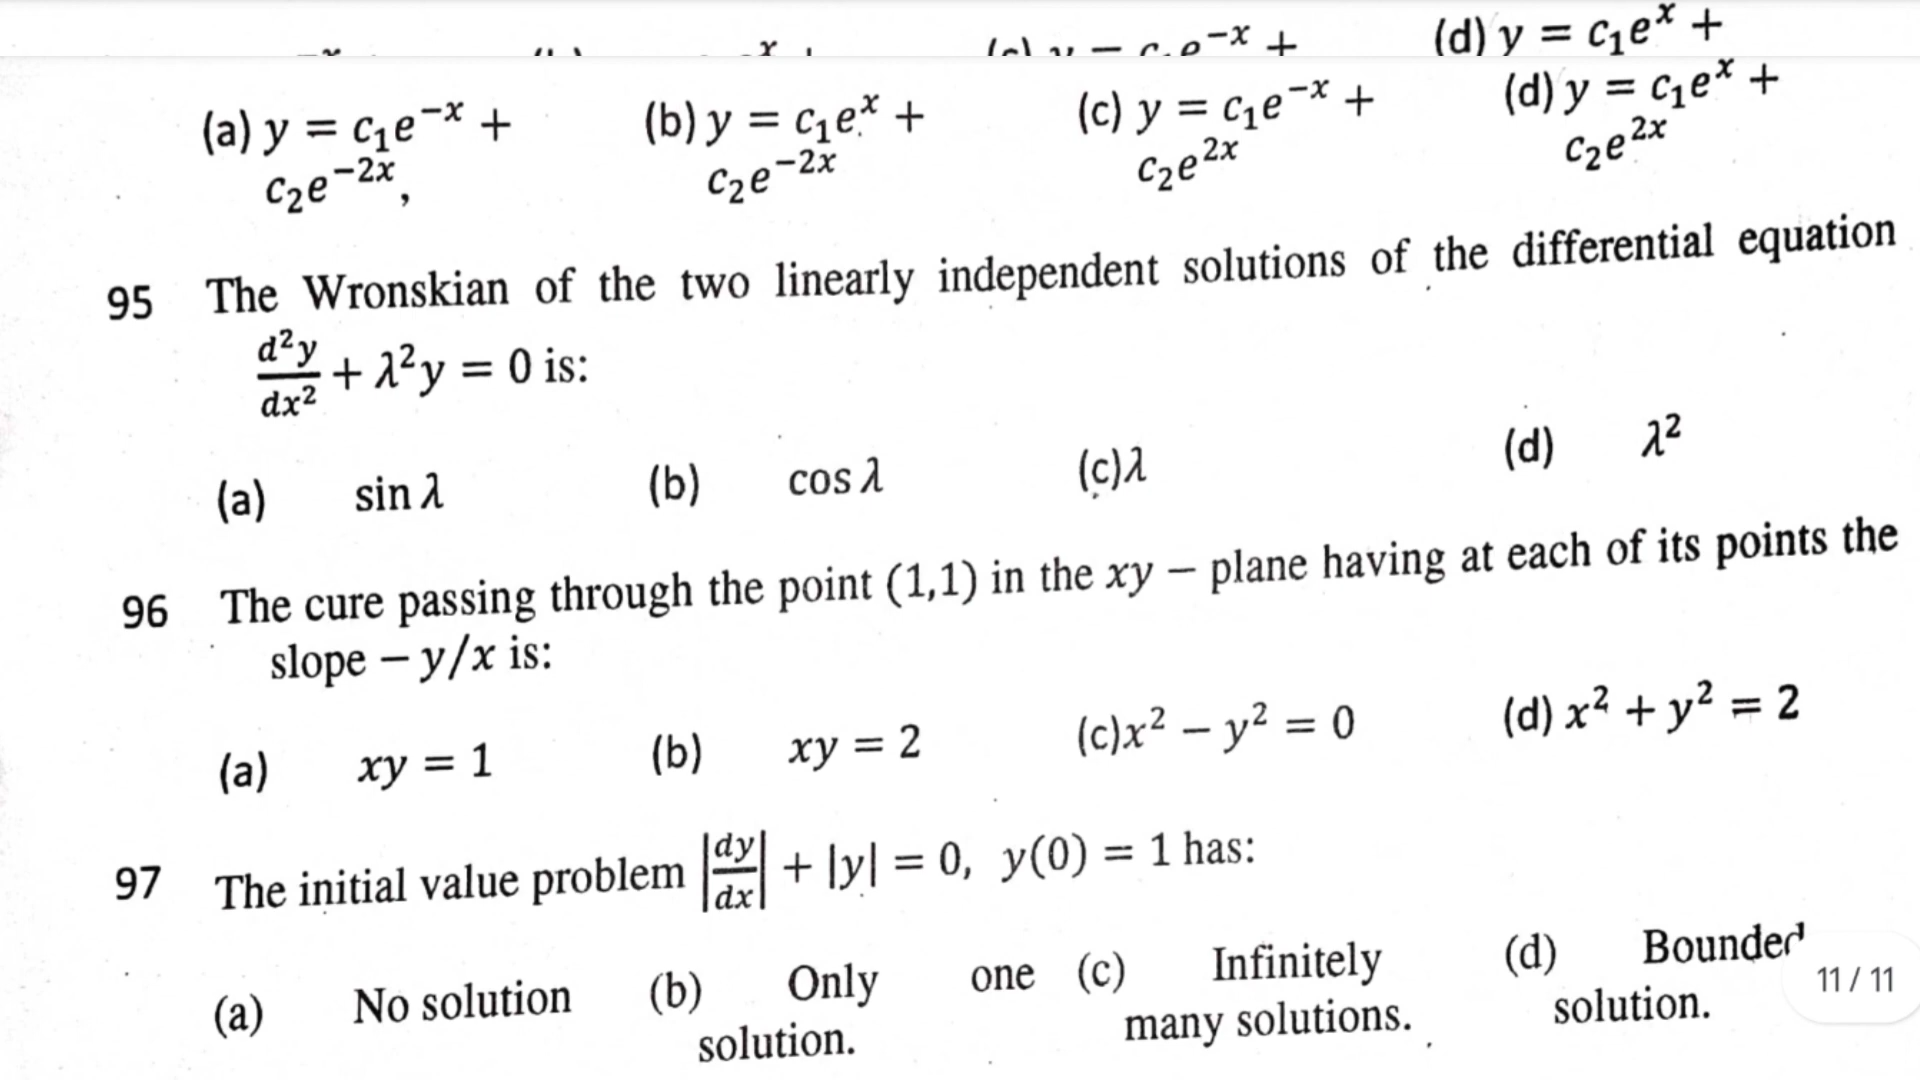 (d) y = c₁eˣ +
(c) y = c₁e⁻ˣ +
(a) y = c₁e⁻ˣ + (b) y = c₁eˣ + (c) y = c₁e⁻ˣ + (d) y = c₁eˣ +
c₂e⁻²ˣ, c₂e⁻²ˣ c₂e²ˣ c₂e²ˣ
95 The Wronskian of the two linearly independent solutions of the differential equation
d²y/dx² + λ²y = 0 is:
(a) sin λ (b) cos λ (c)λ (d) λ²
96 The cure passing through the point (1,1) in the xy – plane having at each of its points the
slope – y/x is:
(a) xy = 1 (b) xy = 2 (c)x² – y² = 0 (d) x² + y² = 2
97 The initial value problem |dy/dx| + |y| = 0, y(0) = 1 has:
(a) No solution (b) Only one (c) Infinitely (d) Bounded
solution. many solutions. solution.
11 / 11